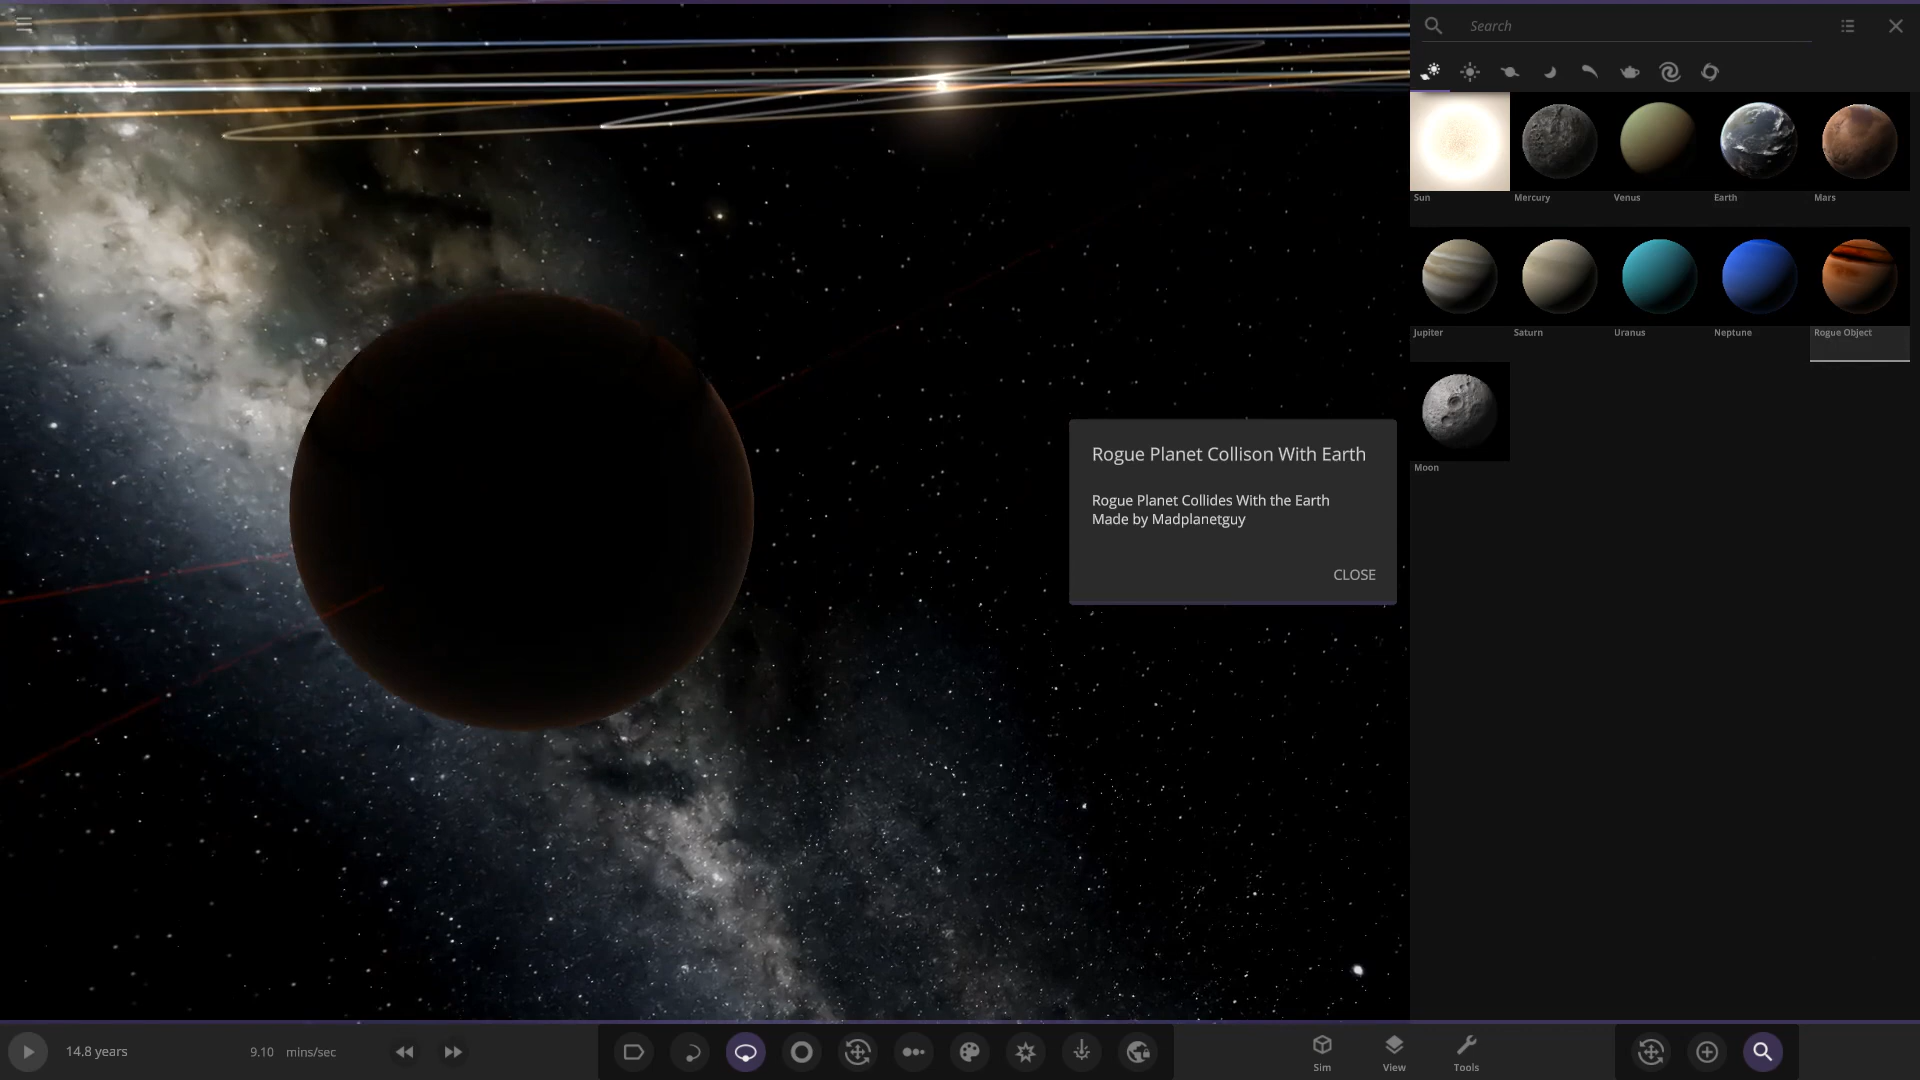 Search
Sun
Mercury
Venus
Earth
Mars
Jupiter
Saturn
Uranus
Neptune
Rogue Object
Moon
Rogue Planet Collison With Earth
Rogue Planet Collides With the Earth
Made by Madplanetguy
CLOSE
14.8 years
9.10 mins/sec
Sim
View
Tools